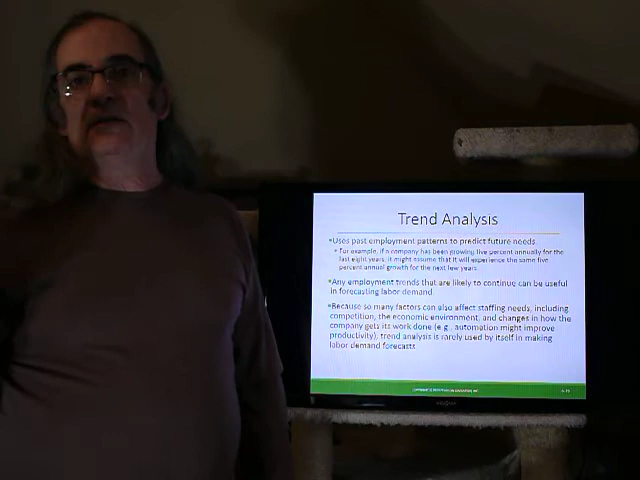 Trend Analysis
Uses past employment patterns to predict future needs
For example, if a company has been growing five percent annually for the
last eight years, it might assume that it will experience the same five
percent annual growth for the next few years
Any employment trends that are likely to continue can be useful
in forecasting labor demand
Because so many factors can also affect staffing needs, including
competition, the economic environment, and changes in how the
company gets its work done (e.g., automation might improve
productivity), trend analysis is rarely used by itself in making
labor demand forecasts